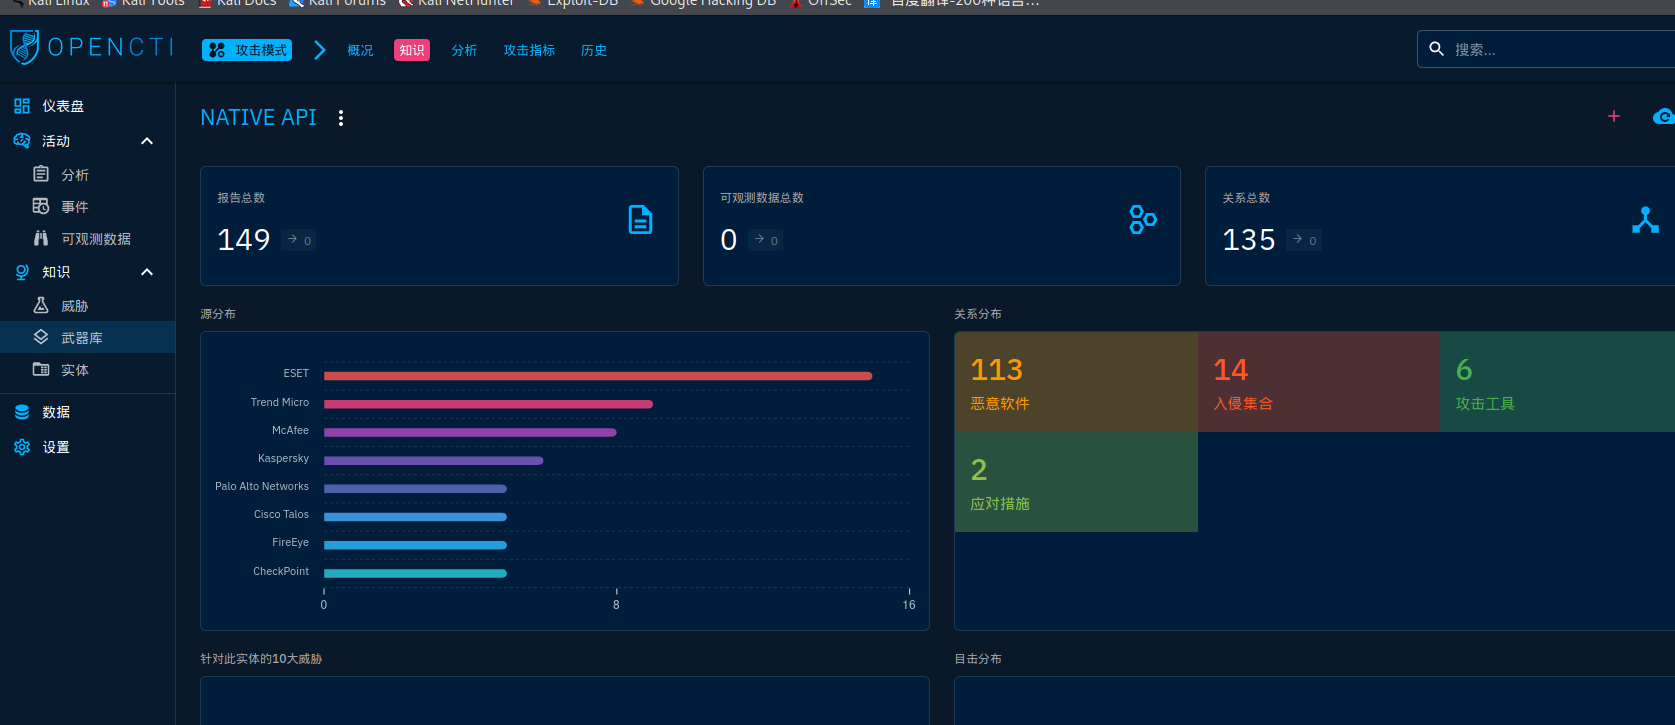 Kali Linux Kali Tools Kali Docs Kali Forums Kali NetHunter Exploit-DB Google Hacking DB OffSec 译 百度翻译-200种语言...
OPENCTI 攻击模式 概况 知识 分析 攻击指标 历史 搜索...
仪表盘
活动
分析
事件
可观测数据
知识
威胁
武器库
实体
数据
设置
NATIVE API
报告总数
149 0
可观测数据总数
0 0
关系总数
135 0
源分布
ESET
Trend Micro
McAfee
Kaspersky
Palo Alto Networks
Cisco Talos
FireEye
CheckPoint
0 8 16
关系分布
113
恶意软件
14
入侵集合
6
攻击工具
2
应对措施
针对此实体的10大威胁
目击分布